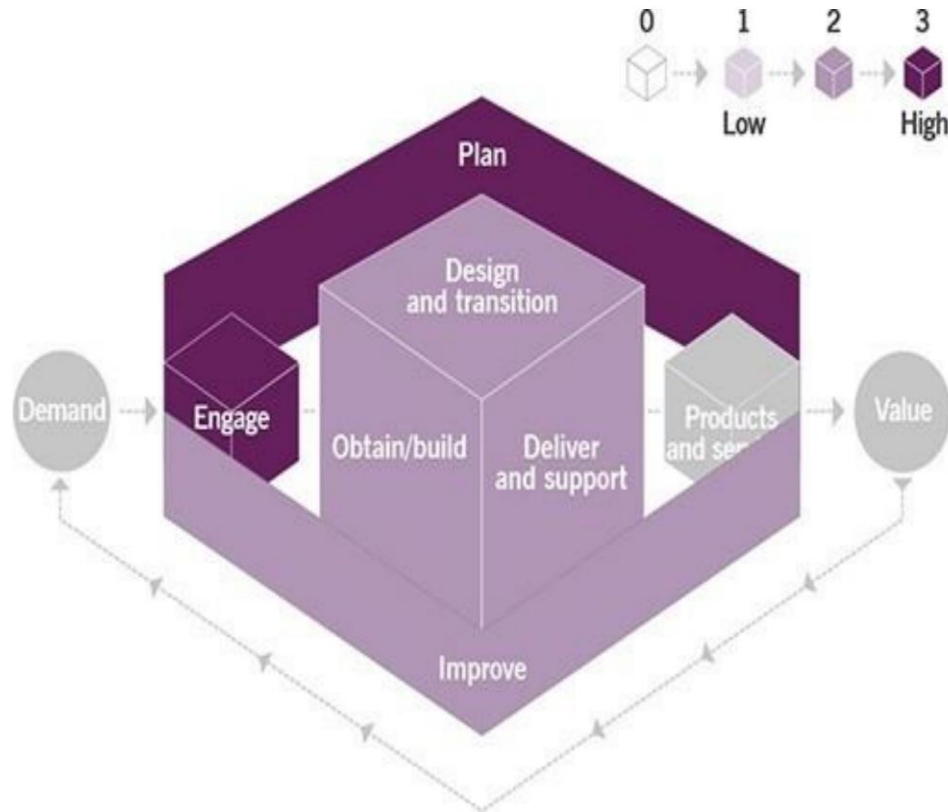 0 1 2 3
Low High
Plan
Design
and transition
Demand
Engage
Obtain/build
Deliver
and support
Products
and
Value
Improve